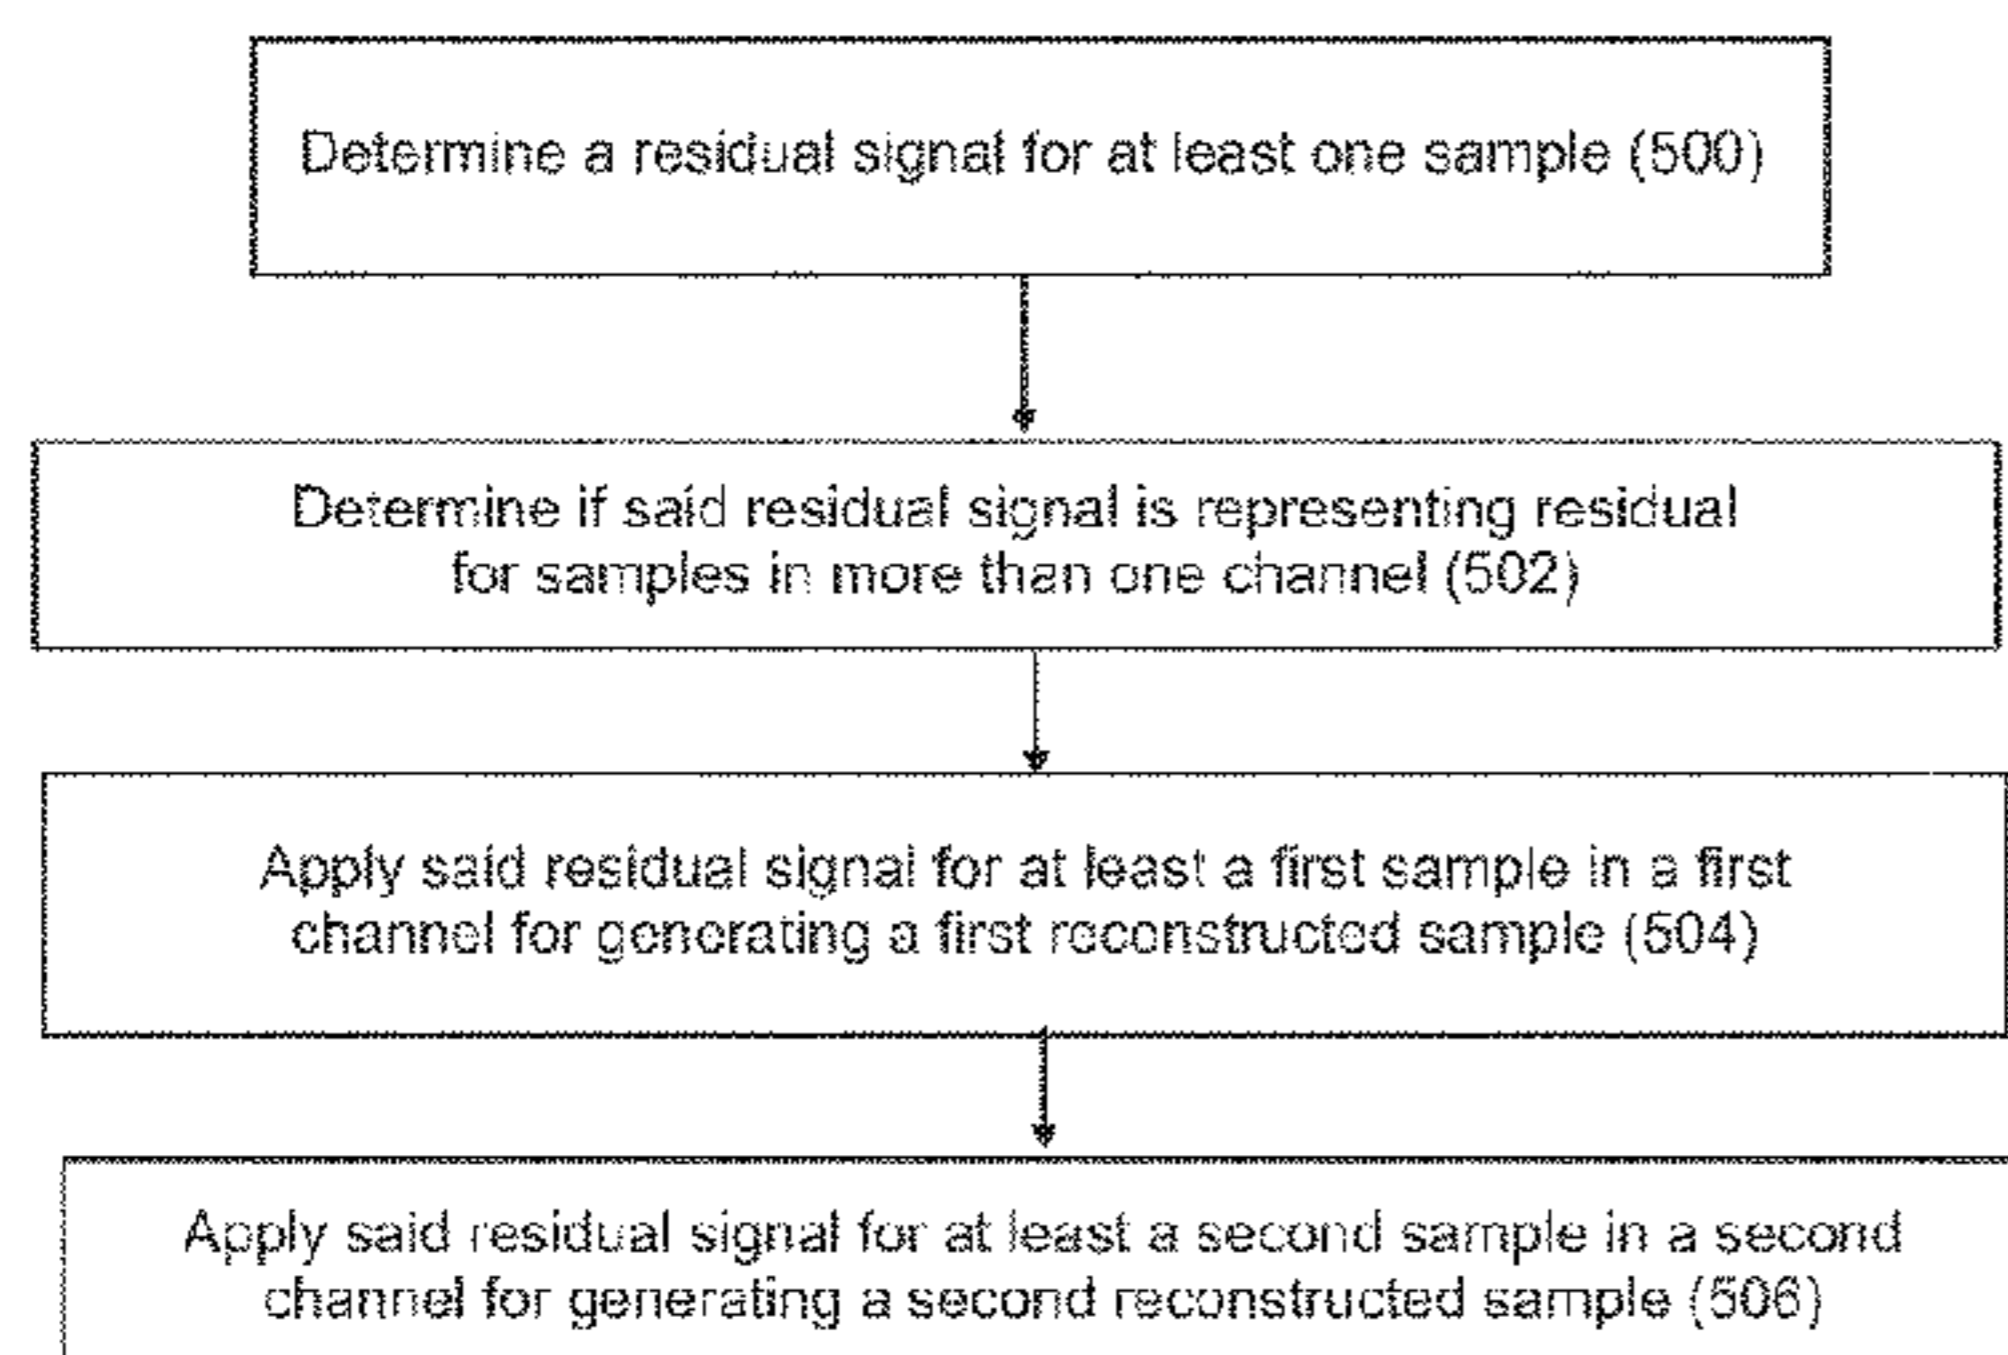 Determine a residual signal for at least one sample (500)
Determine if said residual signal is representing residual
for samples in more than one channel (502)
Apply said residual signal for at least a first sample in a first
channel for generating a first reconstructed sample (504)
Apply said residual signal for at least a second sample in a second
channel for generating a second reconstructed sample (506)